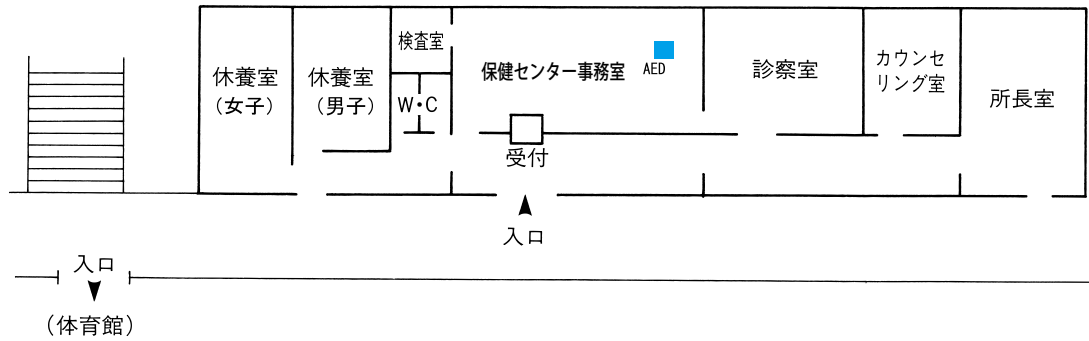 休養室
(女子)
休養室
(男子)
検査室
W・C
保健センター事務室
AED
受付
診察室
カウンセ
リング室
所長室
入口
入口
(体育館)